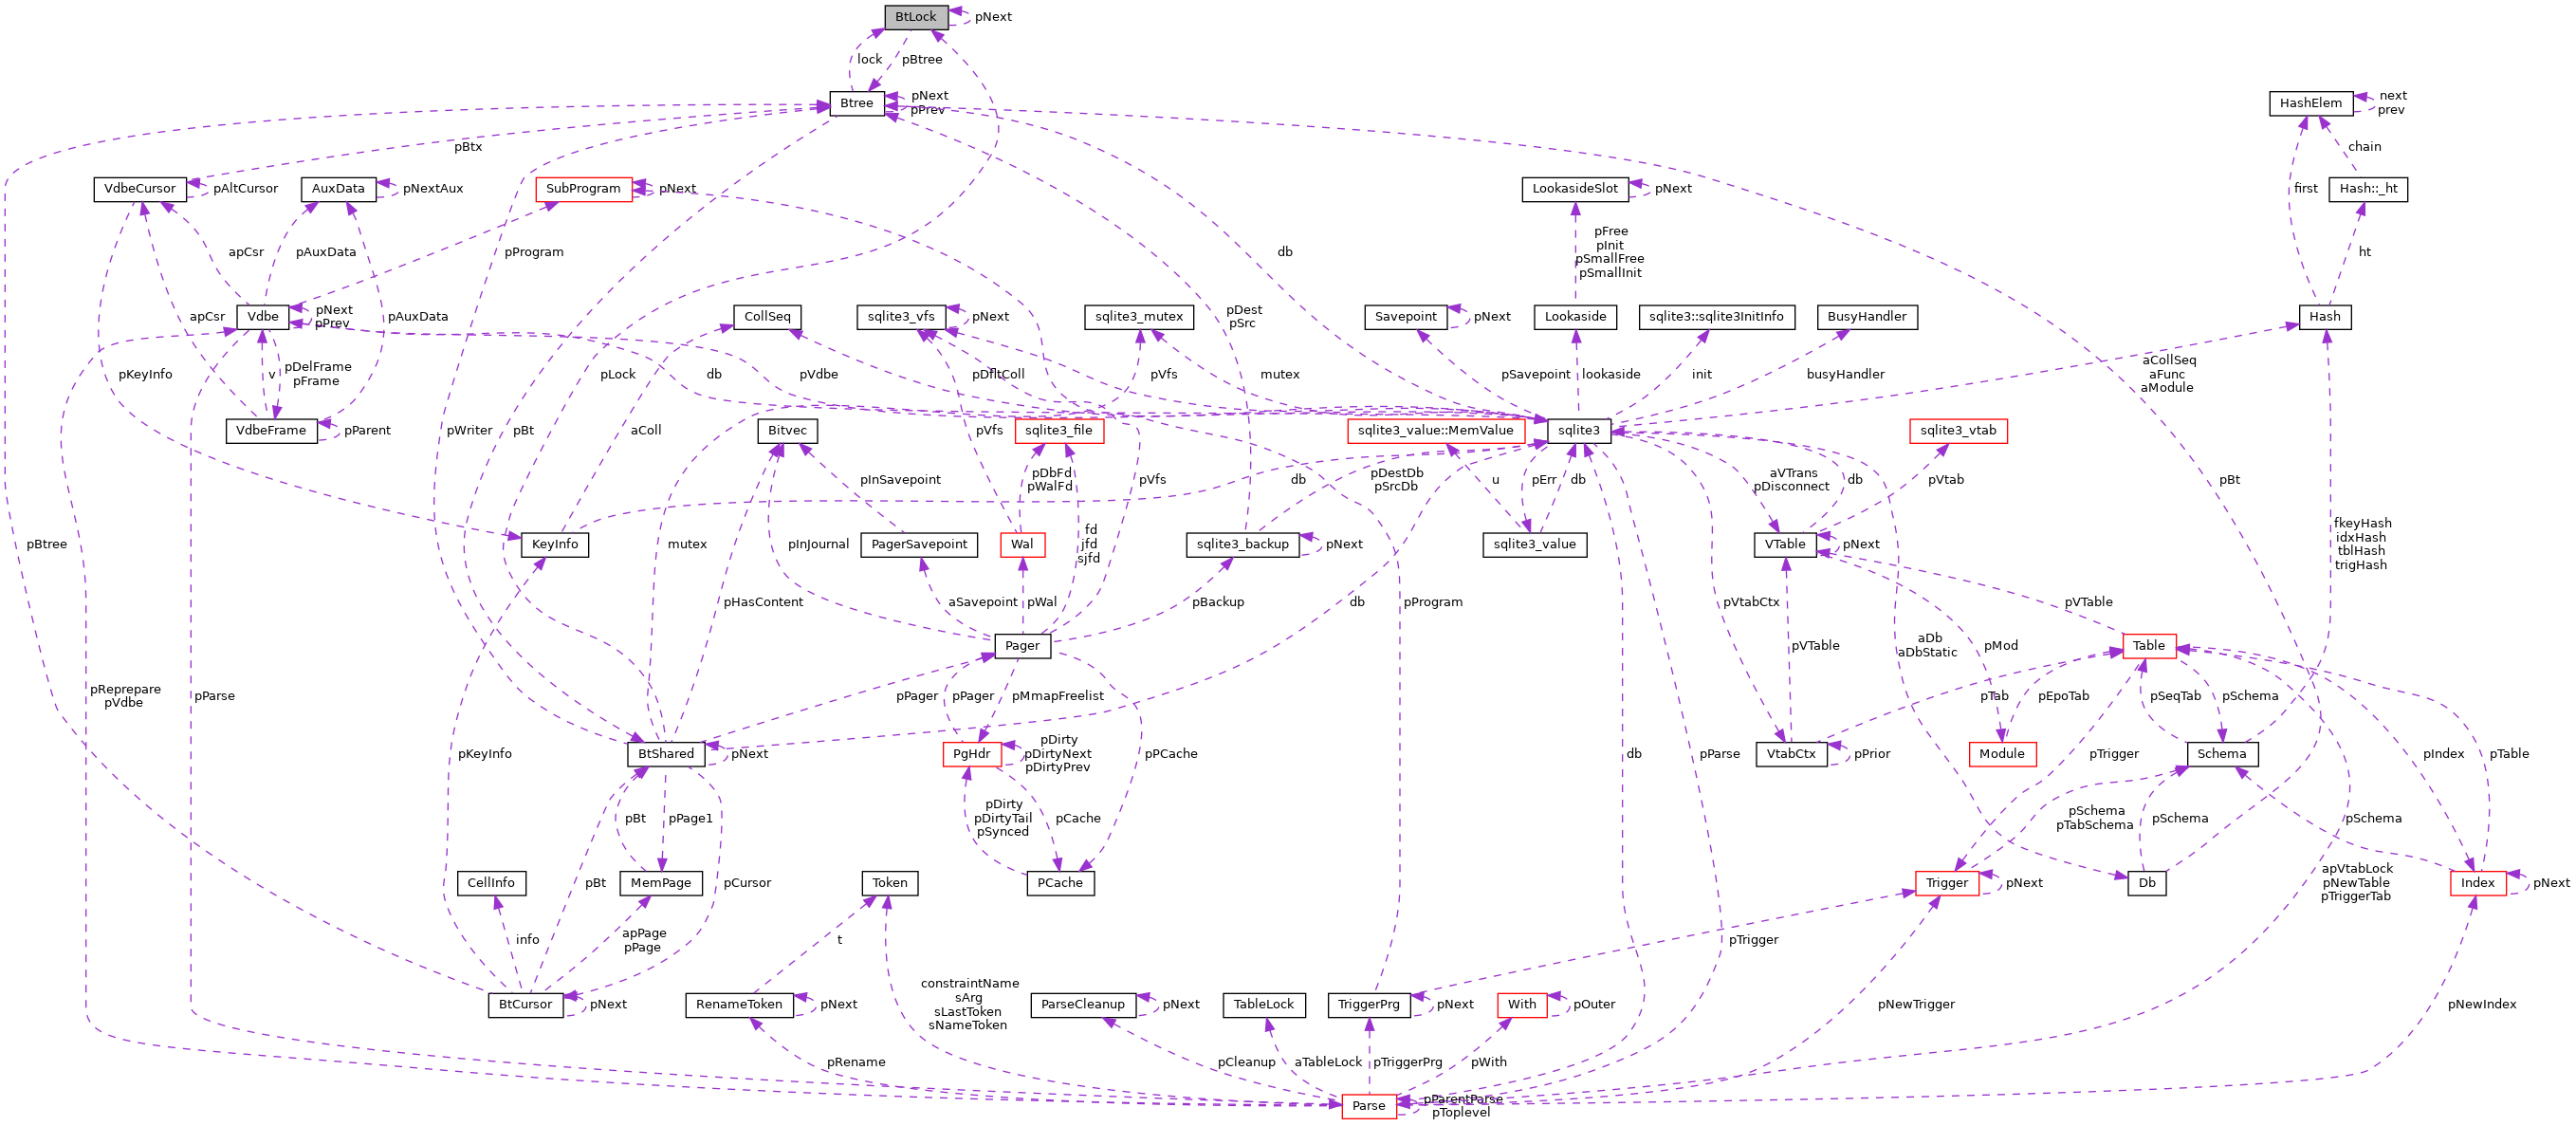 BtLock
pNext
lock
pBtree
Btree
pNext
pPrev
HashElem
next
prev
pBtx
chain
VdbeCursor
pAltCursor
AuxData
pNextAux
SubProgram
pNext
LookasideSlot
pNext
first
Hash::_ht
apCsr
pAuxData
pProgram
db
pFree
pInit
pSmallFree
pSmallInit
ht
Vdbe
pNext
pPrev
apCsr
pAuxData
CollSeq
sqlite3_vfs
pNext
sqlite3_mutex
pDest
pSrc
Savepoint
pNext
Lookaside
sqlite3::sqlite3InitInfo
BusyHandler
Hash
pKeyInfo
v
pDelFrame
pFrame
pLock
db
pVdbe
pDfltColl
pVfs
mutex
pSavepoint
lookaside
init
busyHandler
aCollSeq
aFunc
aModule
VdbeFrame
pParent
pWriter
pBt
aColl
Bitvec
pVfs
sqlite3_file
sqlite3_value::MemValue
sqlite3
sqlite3_vtab
pInSavepoint
pDbFd
pWalFd
pVfs
db
pDestDb
pSrcDb
u
pErr
db
aVTrans
pDisconnect
db
pVtab
pBt
pBtree
KeyInfo
mutex
pInJournal
PagerSavepoint
Wal
fd
jfd
sjfd
sqlite3_backup
pNext
sqlite3_value
VTable
pNext
fkeyHash
idxHash
tblHash
trigHash
pHasContent
aSavepoint
pWal
pBackup
db
pProgram
pVtabCtx
pVTable
Pager
pVTable
aDb
aDbStatic
pMod
Table
pReprepare
pVdbe
pParse
pPager
pPager
pMmapFreelist
pTab
pEpoTab
pSeqTab
pSchema
pKeyInfo
BtShared
pNext
PgHdr
pDirty
pDirtyNext
pDirtyPrev
pPCache
db
pParse
VtabCtx
pPrior
Module
pTrigger
Schema
pIndex
pTable
pBt
pPage1
pDirty
pDirtyTail
pSynced
pCache
pSchema
pTabSchema
pSchema
pSchema
CellInfo
pBt
MemPage
pCursor
Token
PCache
Trigger
pNext
Db
apVtabLock
pNewTable
pTriggerTab
Index
pNext
info
apPage
pPage
t
pTrigger
constraintName
sArg
sLastToken
sNameToken
BtCursor
pNext
RenameToken
pNext
ParseCleanup
pNext
TableLock
TriggerPrg
pNext
With
pOuter
pNewTrigger
pNewIndex
pRename
pCleanup
aTableLock
pTriggerPrg
pWith
Parse
pParentParse
pToplevel